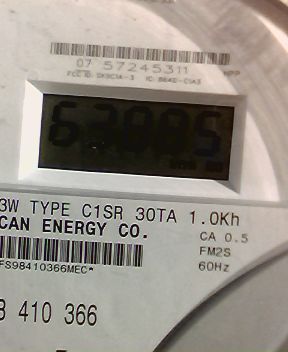 07 57245311
63005
3W TYPE C1SR 30TA 1.0Kh
CAN ENERGY CO.
CA 0.5
FM2S
60Hz
FS98410366MEC*
8 410 366